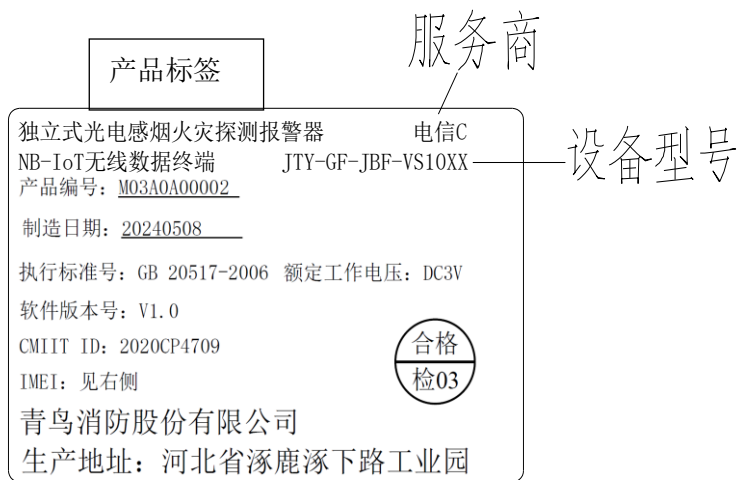 服务商
产品标签
独立式光电感烟火灾探测报警器 电信C
NB-IoT无线数据终端 JTY-GF-JBF-VS10XX
设备型号
产品编号：M03A0A00002
制造日期：20240508
执行标准号：GB 20517-2006 额定工作电压：DC3V
软件版本号：V1.0
CMIIT ID：2020CP4709
合格
IMEI：见右侧
检03
青鸟消防股份有限公司
生产地址：河北省涿鹿涿下路工业园